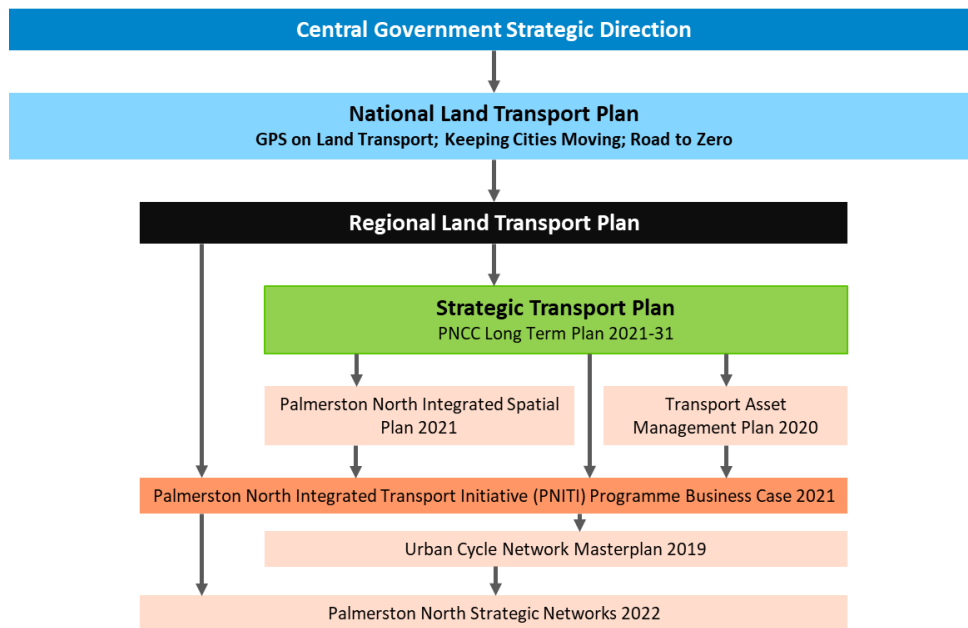 Central Government Strategic Direction
National Land Transport Plan
GPS on Land Transport; Keeping Cities Moving; Road to Zero
Regional Land Transport Plan
Strategic Transport Plan
PNCC Long Term Plan 2021-31
Palmerston North Integrated Spatial
Plan 2021
Transport Asset
Management Plan 2020
Palmerston North Integrated Transport Initiative (PNITI) Programme Business Case 2021
Urban Cycle Network Masterplan 2019
Palmerston North Strategic Networks 2022